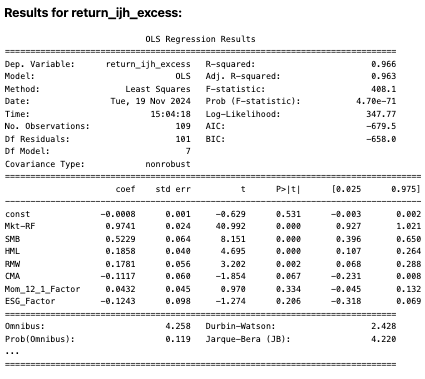 Results for return_ijh_excess:
OLS Regression Results
==============================================================================
Dep. Variable: return_ijh_excess R-squared: 0.966
Model: OLS Adj. R-squared: 0.963
Method: Least Squares F-statistic: 408.1
Date: Tue, 19 Nov 2024 Prob (F-statistic): 4.70e-71
Time: 15:04:18 Log-Likelihood: 347.77
No. Observations: 109 AIC: -679.5
Df Residuals: 101 BIC: -658.0
Df Model: 7
Covariance Type: nonrobust
==============================================================================
coef std err t P>|t| [0.025 0.975]
------------------------------------------------------------------------------
const -0.0008 0.001 -0.629 0.531 -0.003 0.002
Mkt-RF 0.9741 0.024 40.992 0.000 0.927 1.021
SMB 0.5229 0.064 8.151 0.000 0.396 0.650
HML 0.1858 0.040 4.695 0.000 0.107 0.264
RMW 0.1781 0.056 3.202 0.002 0.068 0.288
CMA -0.1117 0.060 -1.854 0.067 -0.231 0.008
Mom_12_1_Factor 0.0432 0.045 0.970 0.334 -0.045 0.132
ESG_Factor -0.1243 0.098 -1.274 0.206 -0.318 0.069
==============================================================================
Omnibus: 4.258 Durbin-Watson: 2.428
Prob(Omnibus): 0.119 Jarque-Bera (JB): 4.220
...
==============================================================================